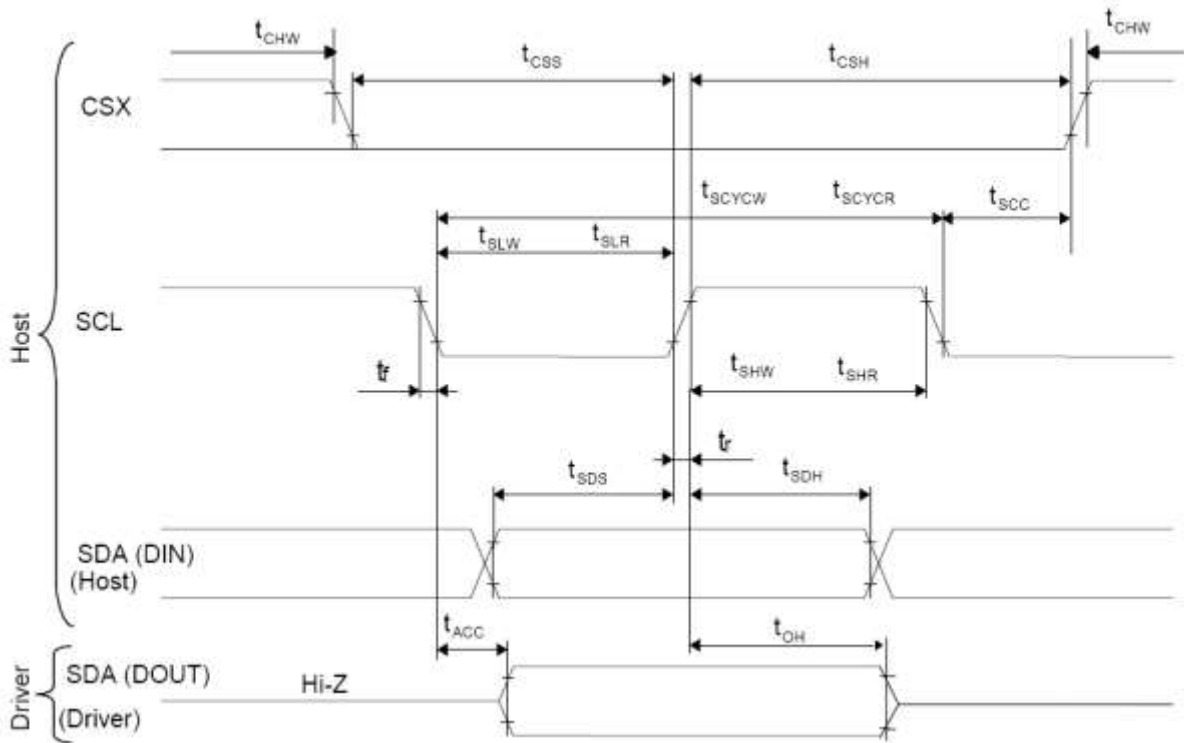 tCHW
tCHW
tCSS
tCSH
CSX
tSCYCW
tSCYCR
tSCC
tSLW
tSLR
Host
SCL
tf
tSHW
tSHR
tr
tSDS
tSDH
SDA (DIN)
(Host)
tACC
tOH
Driver
SDA (DOUT)
Hi-Z
(Driver)